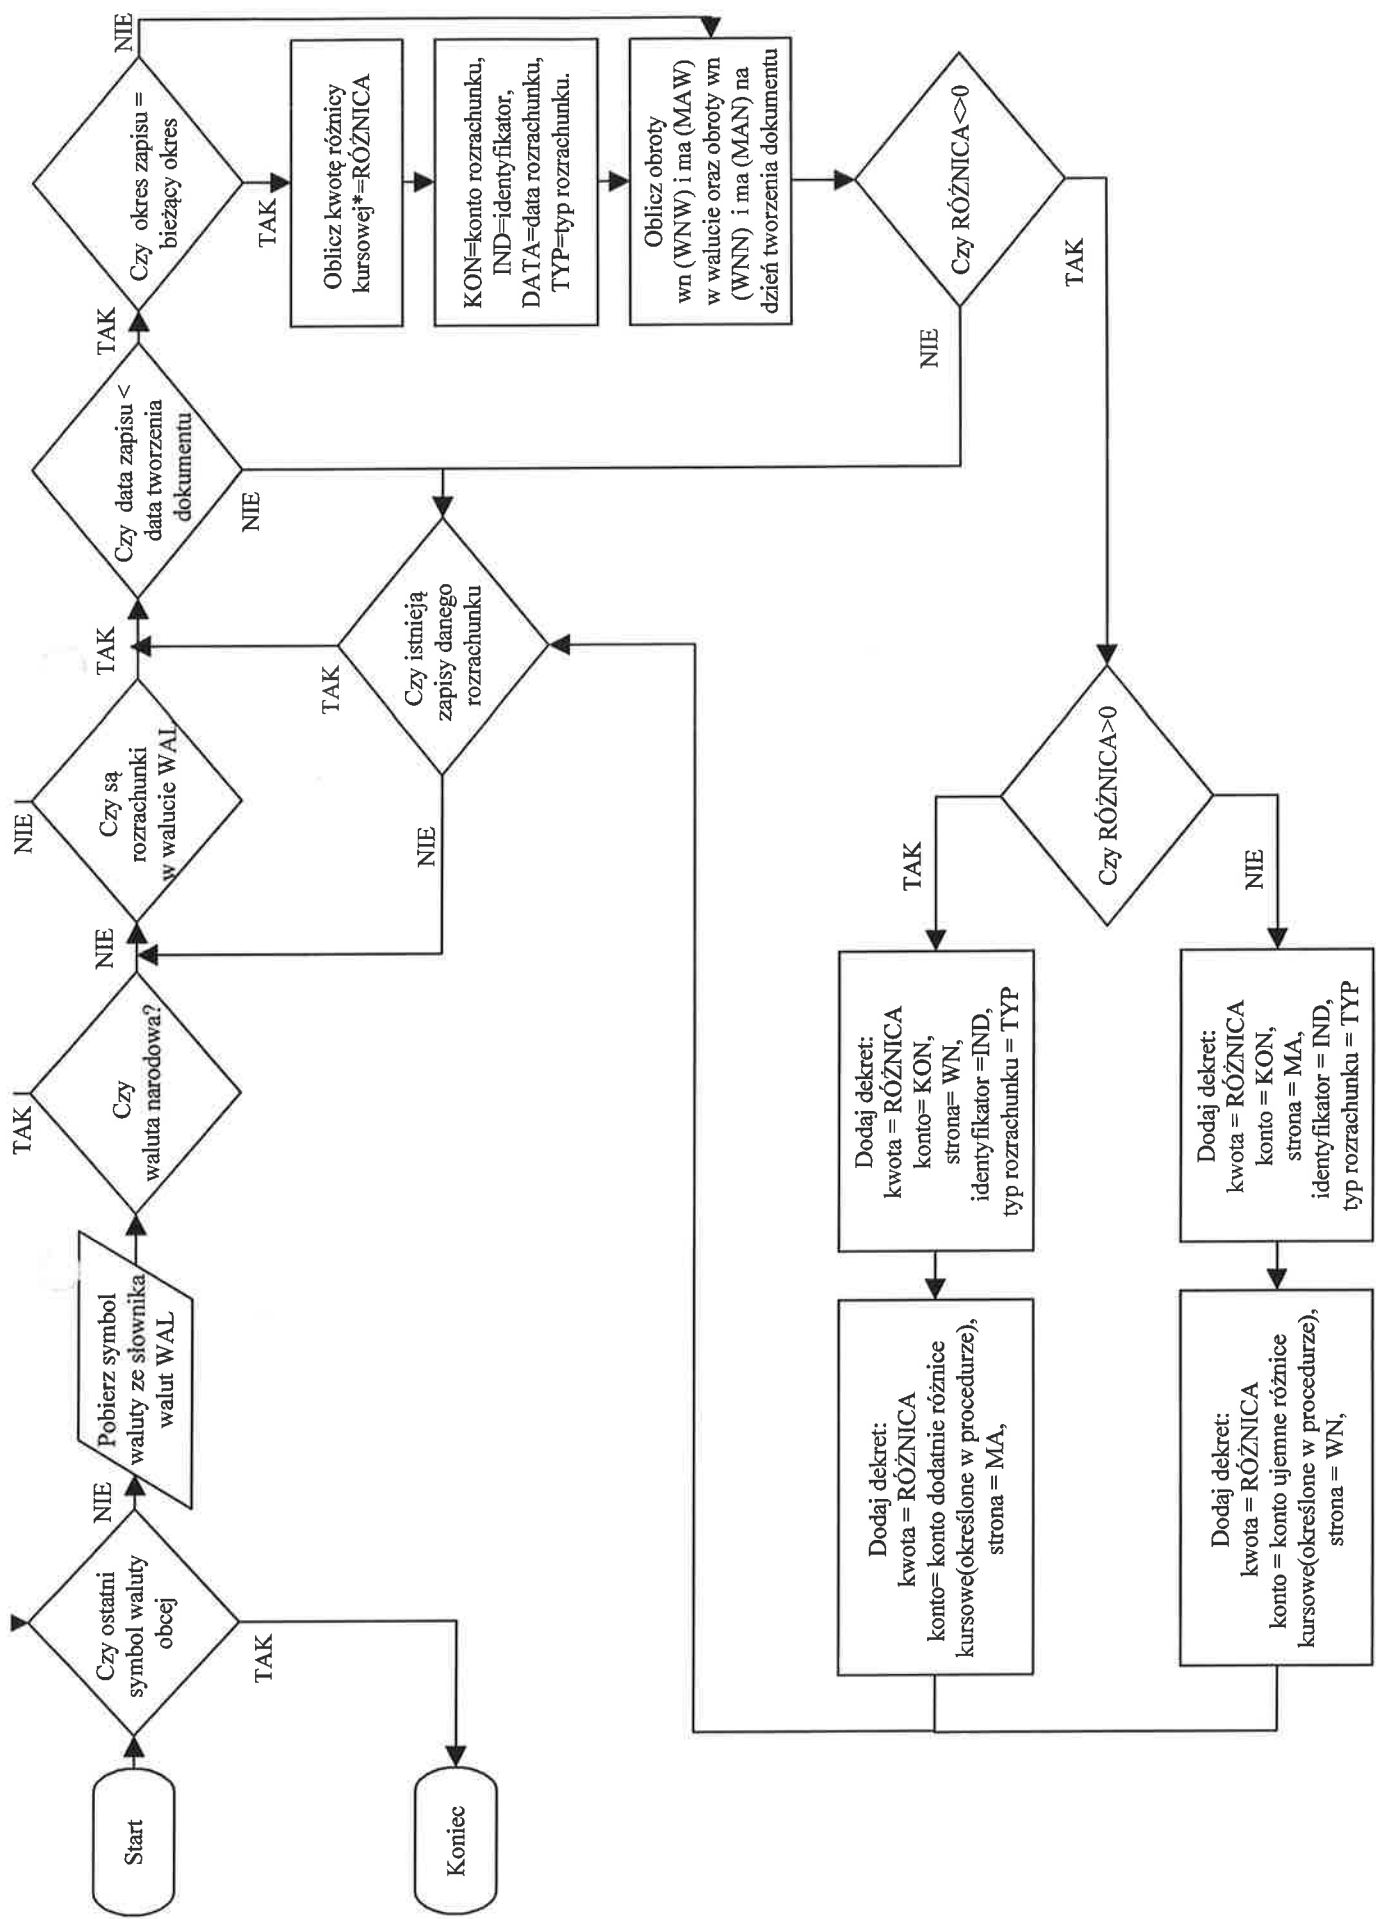 Start
Czy ostatni
symbol waluty
obcej
NIE
TAK
Koniec
Pobierz symbol
waluty ze słownika
walut WAL
Czy
waluta narodowa?
TAK
NIE
Czy są
rozrachunki
w walucie WAL
NIE
TAK
Czy data zapisu <
data tworzenia
dokumentu
NIE
TAK
Czy okres zapisu =
bieżący okres
NIE
TAK
Oblicz kwotę różnicy
kursowej*=RÓŻNICA
KON=konto rozrachunku,
IND=identyfikator,
DATA=data rozrachunku,
TYP=typ rozrachunku.
Oblicz obroty
wn (WNW) i ma (MAW)
w walucie oraz obroty wn
(WNN) i ma (MAN) na
dzień tworzenia dokumentu
Czy RÓŻNICA<>0
NIE
TAK
Czy istnieją
zapisy danego
rozrachunku
TAK
NIE
Czy RÓŻNICA>0
TAK
NIE
Dodaj dekret:
kwota = RÓŻNICA
konto= KON,
strona= WN,
identyfikator =IND,
typ rozrachunku = TYP
Dodaj dekret:
kwota = RÓŻNICA
konto= konto dodatnie różnice
kursowe(określone w procedurze),
strona = MA,
Dodaj dekret:
kwota = RÓŻNICA
konto = KON,
strona = MA,
identyfikator = IND,
typ rozrachunku = TYP
Dodaj dekret:
kwota = RÓŻNICA
konto = konto ujemne różnice
kursowe(określone w procedurze),
strona = WN,